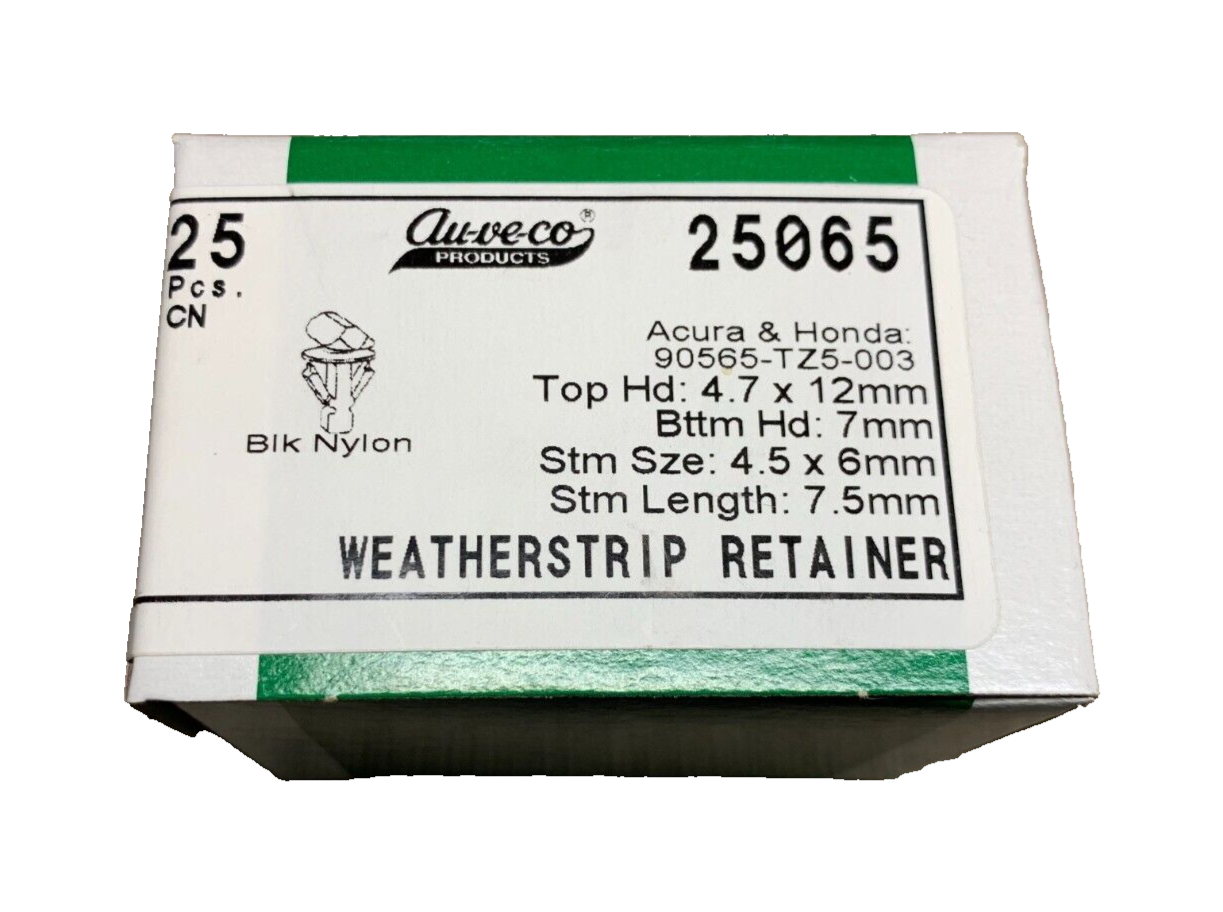 25
Pcs.
CN
au-ve-co®
PRODUCTS
25065
Acura & Honda:
90565-TZ5-003
Top Hd: 4.7 x 12mm
Bttm Hd: 7mm
Stm Sze: 4.5 x 6mm
Stm Length: 7.5mm
Blk Nylon
WEATHERSTRIP RETAINER